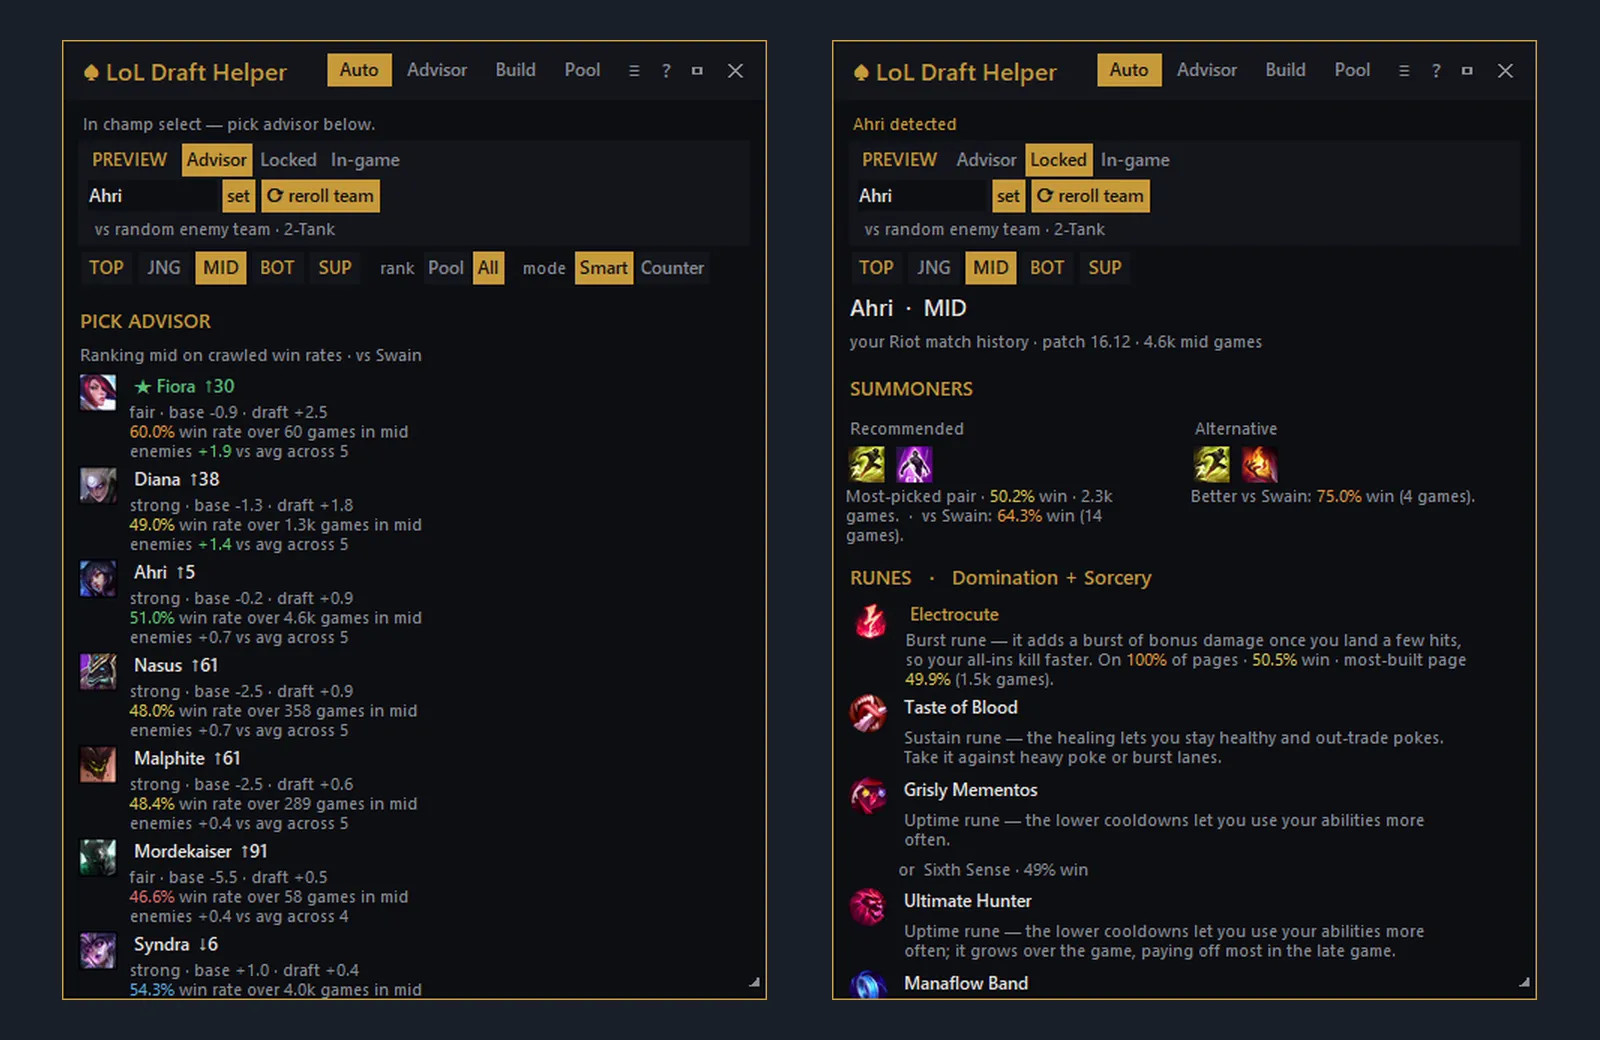 LoL Draft Helper Auto Advisor Build Pool ☰ ?
In champ select — pick advisor below.
PREVIEW Advisor Locked In-game
Ahri set ⟳ reroll team
vs random enemy team · 2-Tank
TOP JNG MID BOT SUP rank Pool All mode Smart Counter
PICK ADVISOR
Ranking mid on crawled win rates · vs Swain
★ Fiora ↑30
fair · base -0.9 · draft +2.5
60.0% win rate over 60 games in mid
enemies +1.9 vs avg across 5
Diana ↑38
strong · base -1.3 · draft +1.8
49.0% win rate over 1.3k games in mid
enemies +1.4 vs avg across 5
Ahri ↑5
strong · base -0.2 · draft +0.9
51.0% win rate over 4.6k games in mid
enemies +0.7 vs avg across 5
Nasus ↑61
strong · base -2.5 · draft +0.9
48.0% win rate over 358 games in mid
enemies +0.7 vs avg across 5
Malphite ↑61
strong · base -2.5 · draft +0.6
48.4% win rate over 289 games in mid
enemies +0.4 vs avg across 5
Mordekaiser ↑91
fair · base -5.5 · draft +0.5
46.6% win rate over 58 games in mid
enemies +0.4 vs avg across 4
Syndra ↓6
strong · base +1.0 · draft +0.4
54.3% win rate over 4.0k games in mid
LoL Draft Helper Auto Advisor Build Pool ☰ ?
Ahri detected
PREVIEW Advisor Locked In-game
Ahri set ⟳ reroll team
vs random enemy team · 2-Tank
TOP JNG MID BOT SUP
Ahri · MID
your Riot match history · patch 16.12 · 4.6k mid games
SUMMONERS
Recommended
Most-picked pair · 50.2% win · 2.3k
games. · vs Swain: 64.3% win (14
games).
Alternative
Better vs Swain: 75.0% win (4 games).
RUNES · Domination + Sorcery
Electrocute
Burst rune — it adds a burst of bonus damage once you land a few hits,
so your all-ins kill faster. On 100% of pages · 50.5% win · most-built page
49.9% (1.5k games).
Taste of Blood
Sustain rune — the healing lets you stay healthy and out-trade pokes.
Take it against heavy poke or burst lanes.
Grisly Mementos
Uptime rune — the lower cooldowns let you use your abilities more
often.
or Sixth Sense · 49% win
Ultimate Hunter
Uptime rune — the lower cooldowns let you use your abilities more
often; it grows over the game, paying off most in the late game.
Manaflow Band